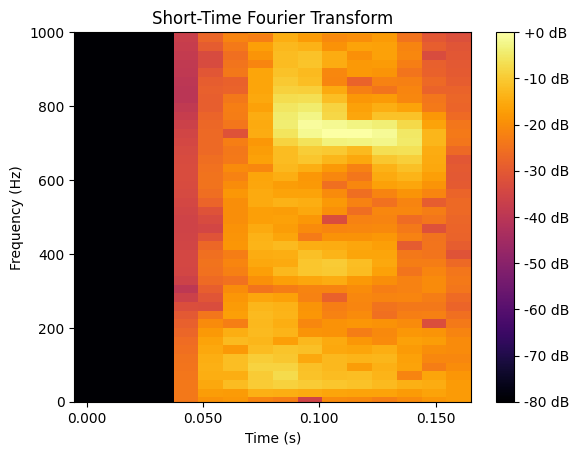 Short-Time Fourier Transform
1000
800
600
400
200
0
Frequency (Hz)
0.000
0.050
0.100
0.150
Time (s)
+0 dB
-10 dB
-20 dB
-30 dB
-40 dB
-50 dB
-60 dB
-70 dB
-80 dB